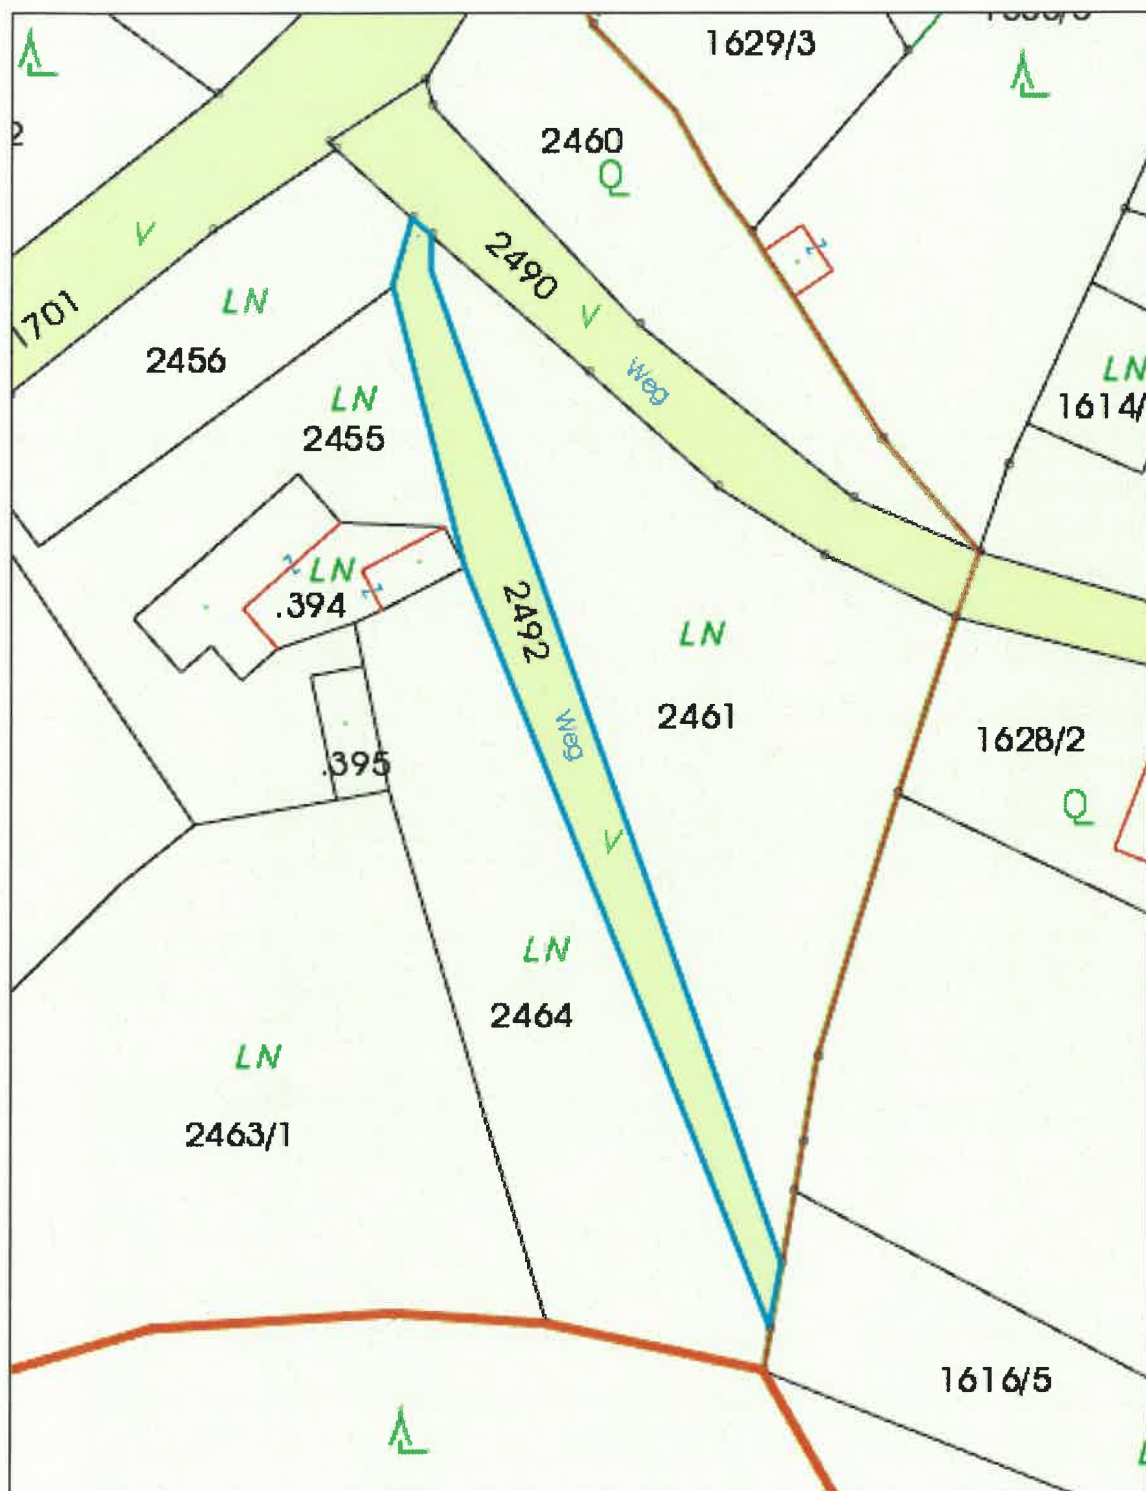 1629/3
2460
Q
V
2490
1701
LN
2456
V
Z
Weg
LN
2455
LN
1614/
LN
.394
Z
Z
2492
LN
2461
Weg
1628/2
Q
.395
V
LN
2464
LN
2463/1
1616/5